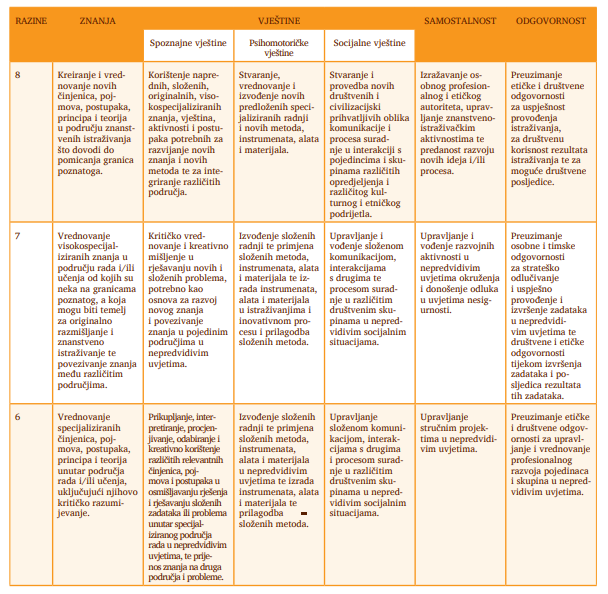 RAZINE ZNANJA VJEŠTINE SAMOSTALNOST ODGOVORNOST
Spoznajne vještine
Psihomotoričke
vještine
Socijalne vještine
8
Kreiranje i vred-
novanje novih
činjenica, poj-
mova, postupaka,
principa i teorija
u području znanst-
venih istraživanja
što dovodi do
pomicanja granica
poznatoga.
Korištenje napred-
nih, složenih,
originalnih, viso-
kospecijaliziranih
znanja, vještina,
aktivnosti i postu-
paka potrebnih za
razvijanje novih
znanja i novih
metoda te za inte-
griranje različitih
područja.
Stvaranje,
vrednovanje i
izvođenje novih
predloženih speci-
jaliziranih radnji
i novih metoda,
instrumenata, alata
i materijala.
Stvaranje i
provedba novih
društvenih i
civilizacijski
prihvatljivih oblika
komunikacije i
procesa surad-
nje u interakciji s
pojedincima i sku-
pinama različitih
opredjeljenja i
različitog kul-
turnog i etničkog
podrijetla.
Izražavanje os-
obnog profesion-
alnog i etičkog
autoriteta, uprav-
ljanje znanstveno-
istraživačkim
aktivnostima te
predanost razvoju
novih ideja i/ili
procesa.
Preuzimanje
etičke i društvene
odgovornosti
za uspješnost
provođenja
istraživanja,
za društvenu
korisnost rezultata
istraživanja te za
moguće društvene
posljedice.
7
Vrednovanje
visokospecijal-
iziranih znanja u
području rada i/ili
učenja od kojih su
neka na granicama
poznatog, a koja
mogu biti temelj
za originalno
razmišljanje i
znanstveno
istraživanje te
povezivanje znanja
među različitim
područjima.
Kritičko vred-
novanje i kreativno
mišljenje u
rješavanju novih i
složenih problema,
potrebno kao
osnova za razvoj
novog znanja
i povezivanje
znanja u pojedinim
područjima u
nepredvidivim
uvjetima.
Izvođenje složenih
radnji te primjena
složenih metoda,
instrumenata, alata
i materijala te iz-
rada instrumenata,
alata i materijala
u istraživanjima i
inovativnom pro-
cesu i prilagodba
složenih metoda.
Upravljanje i
vođenje složenom
komunikacijom,
interakcijama
s drugima te
procesom surad-
nje u različitim
društvenim sku-
pinama u nepred-
vidivim socijalnim
situacijama.
Upravljanje i
vođenje razvojnih
aktivnosti u
nepredvidivim
uvjetima okruženja
i donošenje odluka
u uvjetima nesig-
urnosti.
Preuzimanje
osobne i timske
odgovornosti
za strateško
odlučivanje
i uspješno
provođenje i
izvršenje zadataka
u nepredvidi-
vim uvjetima te
društvene i etičke
odgovornosti
tijekom izvršenja
zadataka i po-
sljedica rezultata
tih zadataka.
6
Vrednovanje
specijaliziranih
činjenica, poj-
mova, postupaka,
principa i teorija
unutar područja
rada i/ili učenja,
uključujući njihovo
kritičko razumi-
jevanje.
Prikupljanje, inter-
pretiranje, procjen-
jivanje, odabiranje i
kreativno korištenje
različitih relevantnih
činjenica, poj-
mova i postupaka u
osmišljavanju rješenja
i rješavanju složenih
zadataka ili problema
unutar specijal-
iziranog područja
rada u nepredvidivim
uvjetima, te prije-
nos znanja na druga
područja i probleme.
Izvođenje složenih
radnji te primjena
složenih metoda,
instrumenata,
alata i materijala
u nepredvidivim
uvjetima te izrada
instrumenata, alata
i materijala te
prilagodba -
složenih metoda.
Upravljanje
složenom komuni-
kacijom, interak-
cijama s drugima
i procesom surad-
nje u različitim
društvenim sku-
pinama u nepred-
vidivim socijalnim
situacijama.
Upravljanje
stručnim projek-
tima u nepredvidi-
vim uvjetima.
Preuzimanje etičke
i društvene odgov-
ornosti za upravl-
janje i vrednovanje
profesionalnog
razvoja pojedinaca
i skupina u nepred-
vidivim uvjetima.